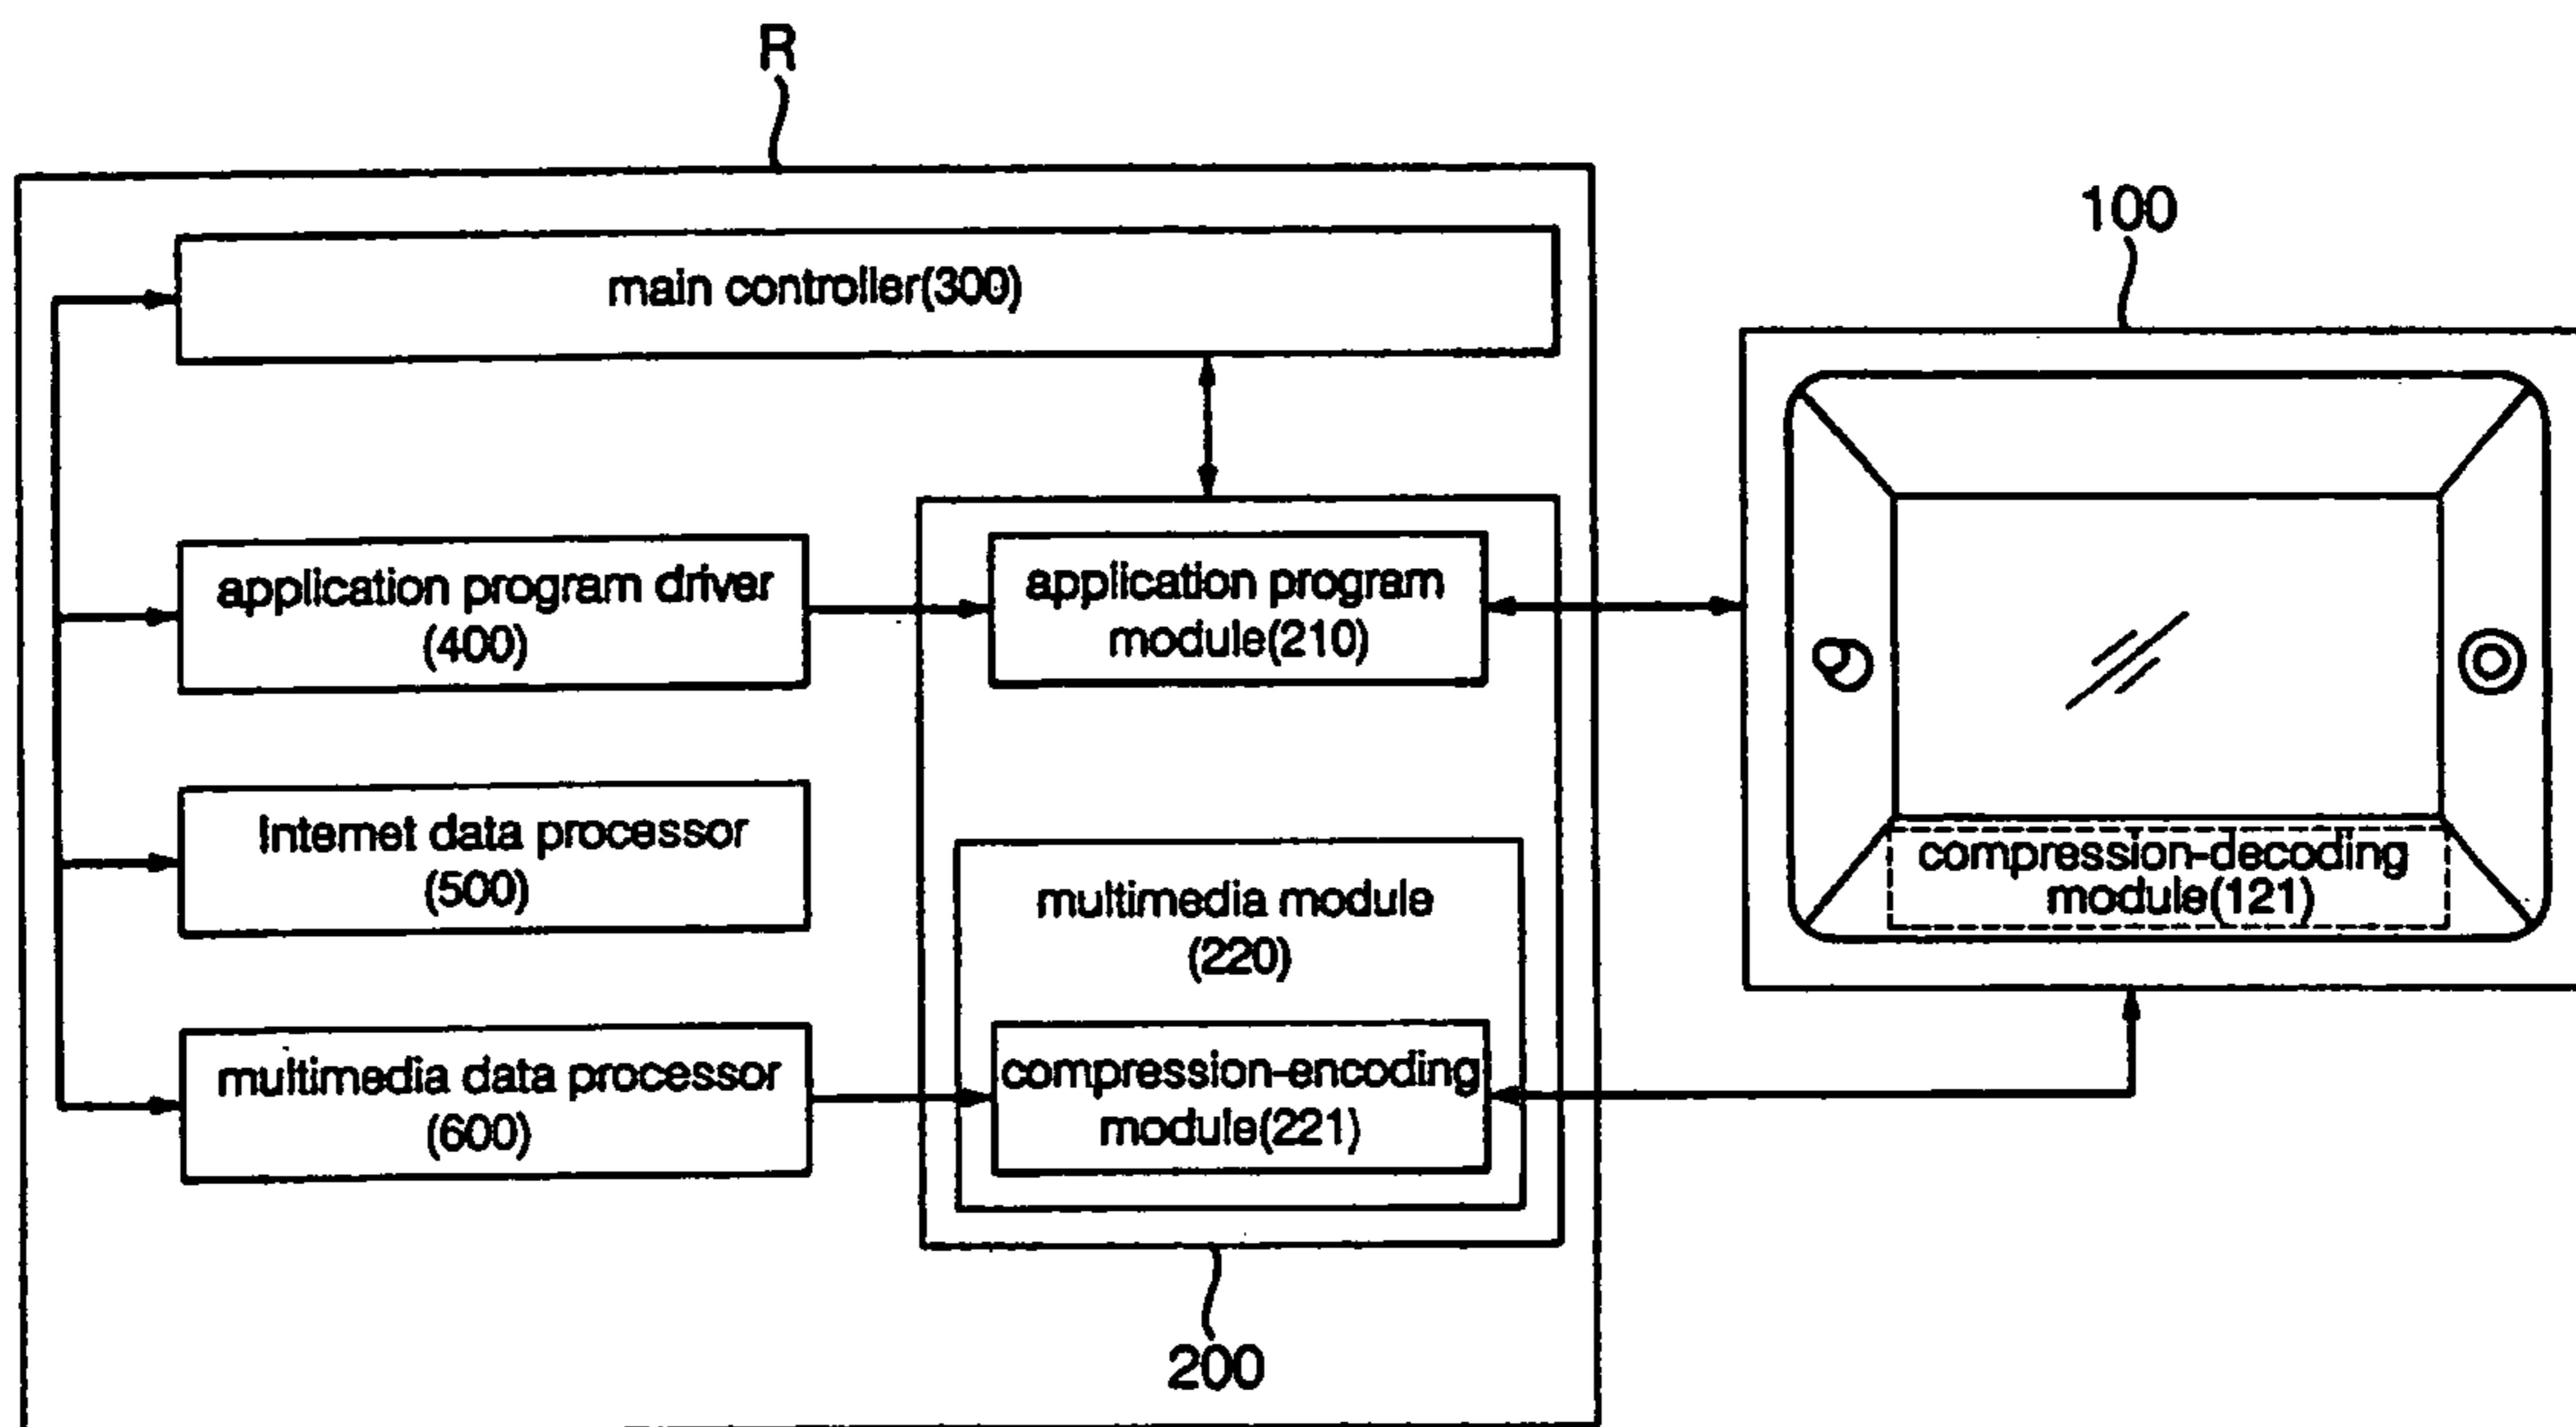 R
100
main controller(300)
application program driver
(400)
application program
module(210)
Internet data processor
(500)
multimedia module
(220)
compression-decoding
module(121)
multimedia data processor
(600)
compression-encoding
module(221)
200